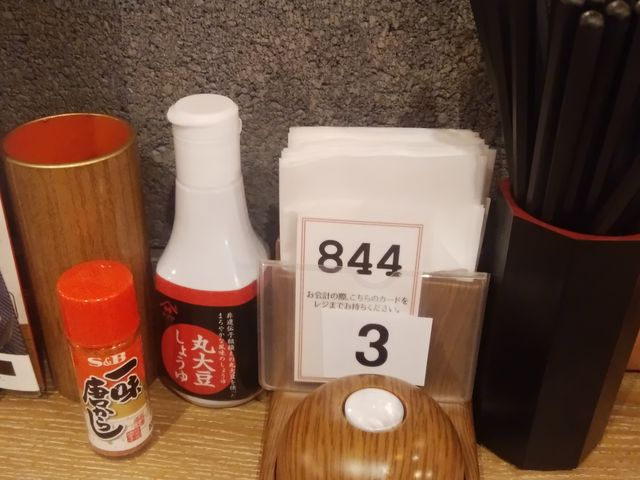 844
お会計の際、こちらのカードを
レジまでお持ちください。
3
丸大豆
しょうゆ
S&B
一味
唐からし